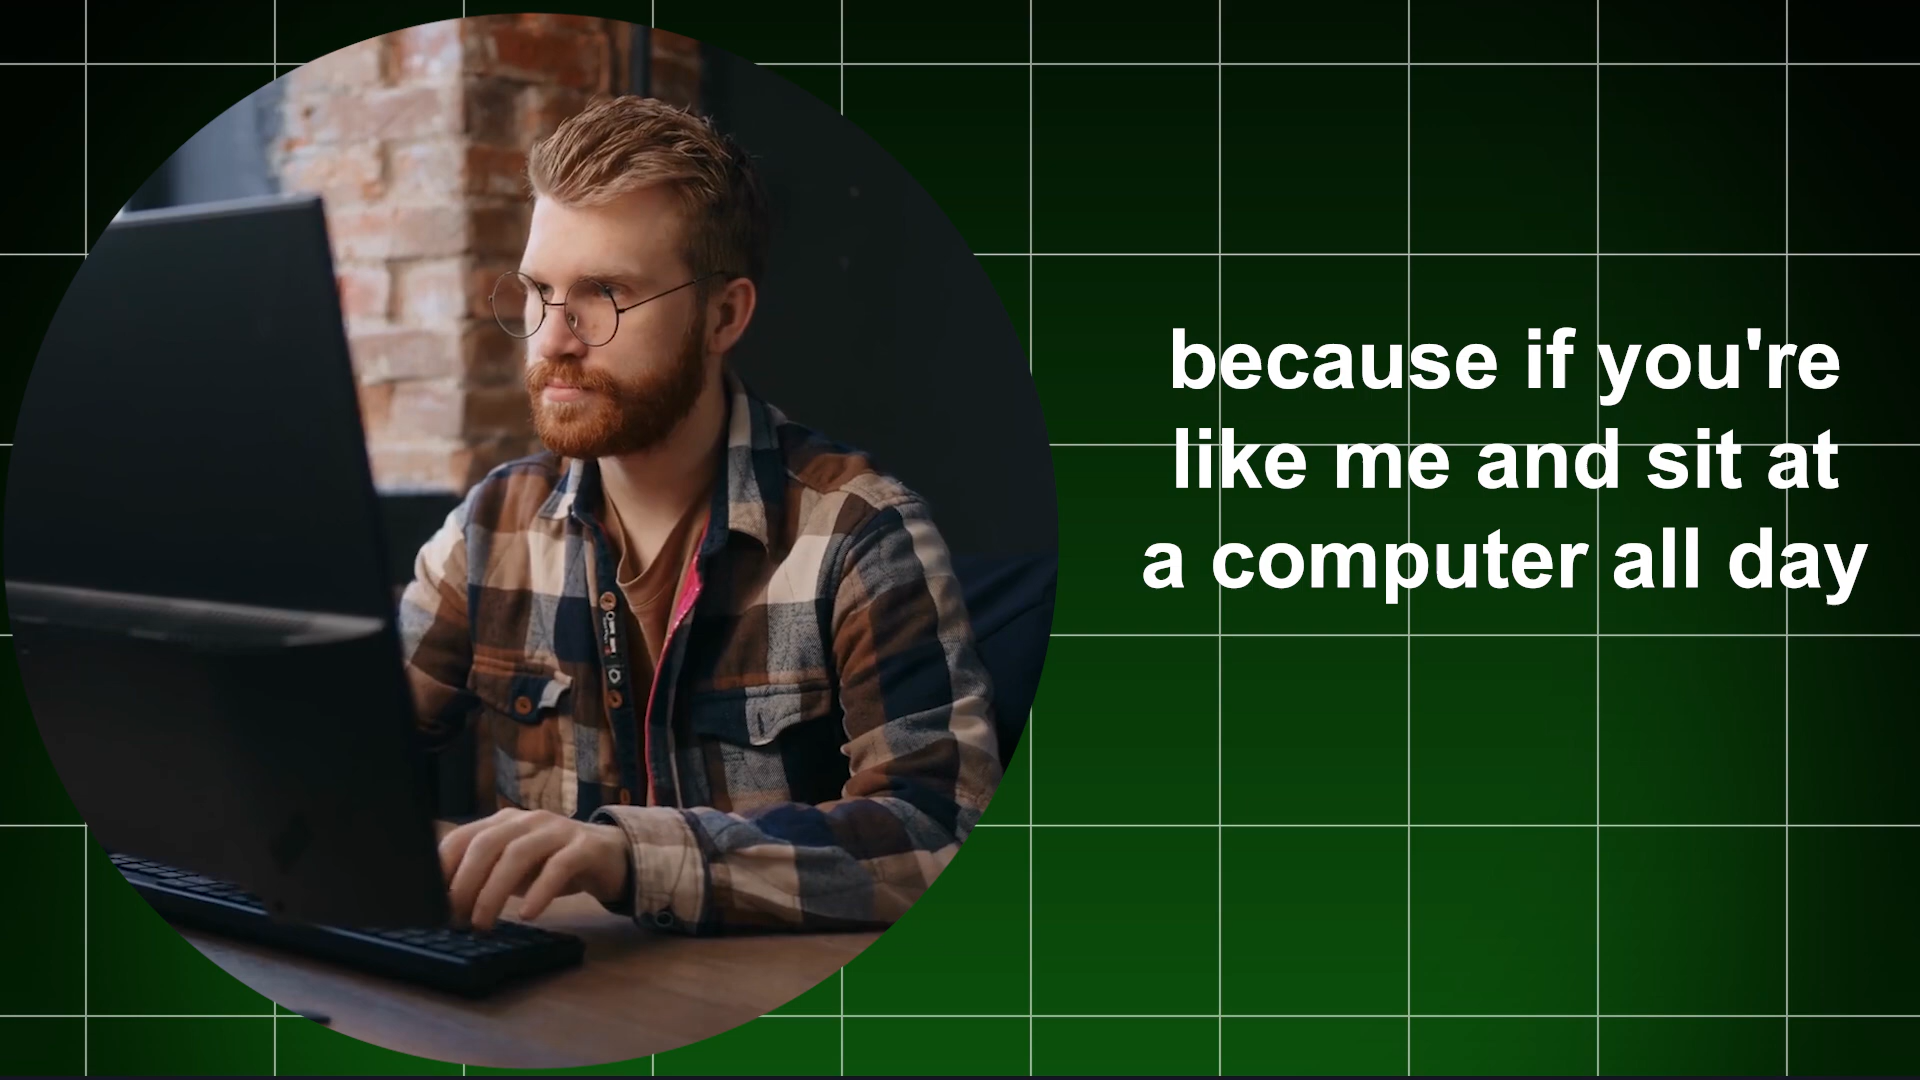 because if you're
like me and sit at
a computer all day